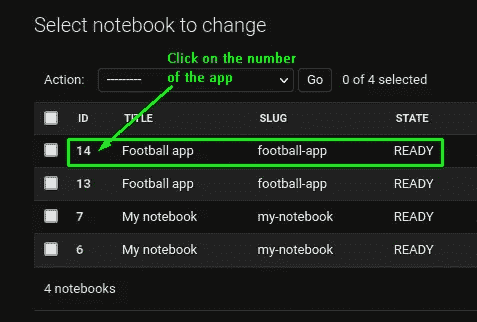 Select notebook to change
Click on the number
of the app
Action: --------- Go 0 of 4 selected
ID TITLE SLUG STATE
14 Football app football-app READY
13 Football app football-app READY
7 My notebook my-notebook READY
6 My notebook my-notebook READY
4 notebooks